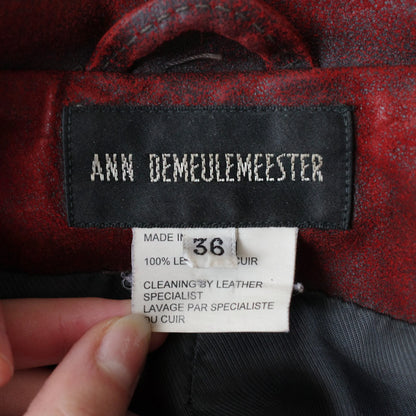 ANN DEMEULEMEESTER
MADE IN
36
100% LE CUIR
CLEANING BY LEATHER
SPECIALIST
LAVAGE PAR SPECIALISTE
DU CUIR